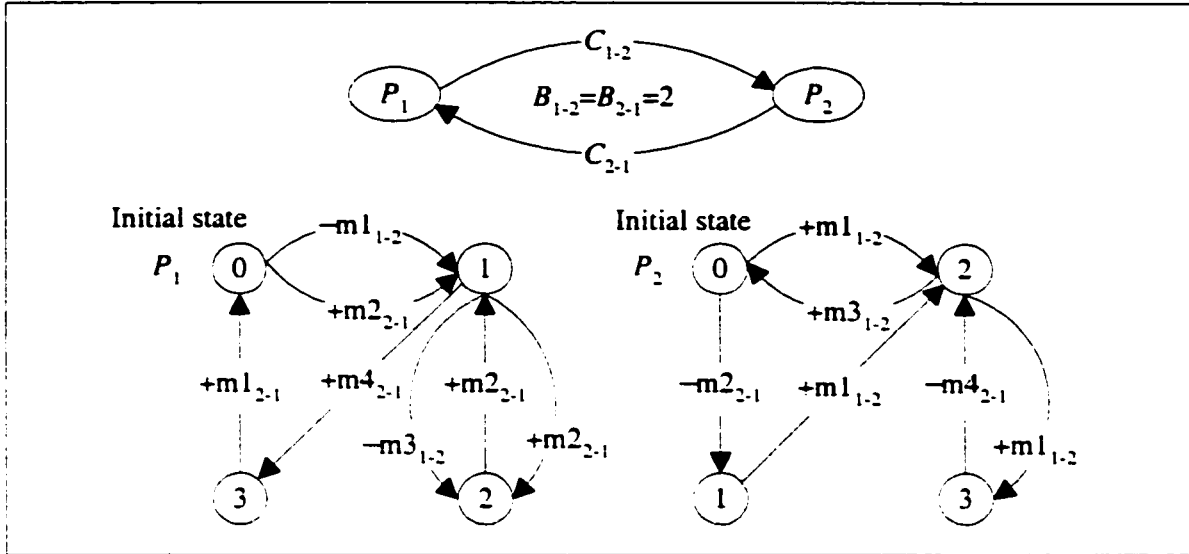 C₁₋₂
P₁ B₁₋₂=B₂₋₁=2 P₂
C₂₋₁
Initial state
P₁
0
−m1₁₋₂
1
+m2₂₋₁
+m1₂₋₁
+m4₂₋₁
+m2₂₋₁
−m3₁₋₂
+m2₂₋₁
3
2
Initial state
P₂
0
+m1₁₋₂
2
+m3₁₋₂
−m2₂₋₁
+m1₁₋₂
−m4₂₋₁
+m1₁₋₂
1
3